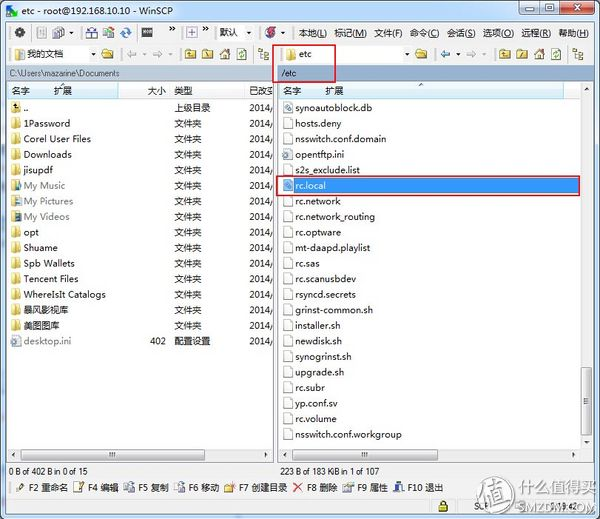 etc - root@192.168.10.10 - WinSCP
默认
本地(L) 标记(M) 文件(F) 命令(C) 会话(S) 选项(O) 远程(R) 帮助(H)
我的文档
etc
C:\Users\mazarine\Documents
/etc
名字 扩展 大小 类型 已改变
名字 扩展
.. 上级目录 2014/
1Password 文件夹 2014/
Corel User Files 文件夹 2014/
Downloads 文件夹 2014/
jisupdf 文件夹 2014/
My Music 文件夹 2014/
My Pictures 文件夹 2014/
My Videos 文件夹 2014/
opt 文件夹 2014/
Shuame 文件夹 2014/
Spb Wallets 文件夹 2014/
Tencent Files 文件夹 2014/
WhereIsIt Catalogs 文件夹 2014/
暴风影视库 文件夹 2014/
美图图库 文件夹 2014/
desktop.ini 402 配置设置 2014/
synoautoblock.db
hosts.deny
nsswitch.conf.domain
opentftp.ini
s2s_exclude.list
rc.local
rc.network
rc.network_routing
rc.optware
mt-daapd.playlist
rc.sas
rc.scanusbdev
rsyncd.secrets
grinst-common.sh
installer.sh
newdisk.sh
synogrinst.sh
upgrade.sh
rc.subr
yp.conf.sv
rc.volume
nsswitch.conf.workgroup
0 B of 402 B in 0 of 15
223 B of 183 KiB in 1 of 107
F2 重命名 F4 编辑 F5 复制 F6 移动 F7 创建目录 F8 删除 F9 属性 F10 退出
值 什么值得买
SMZDM.COM